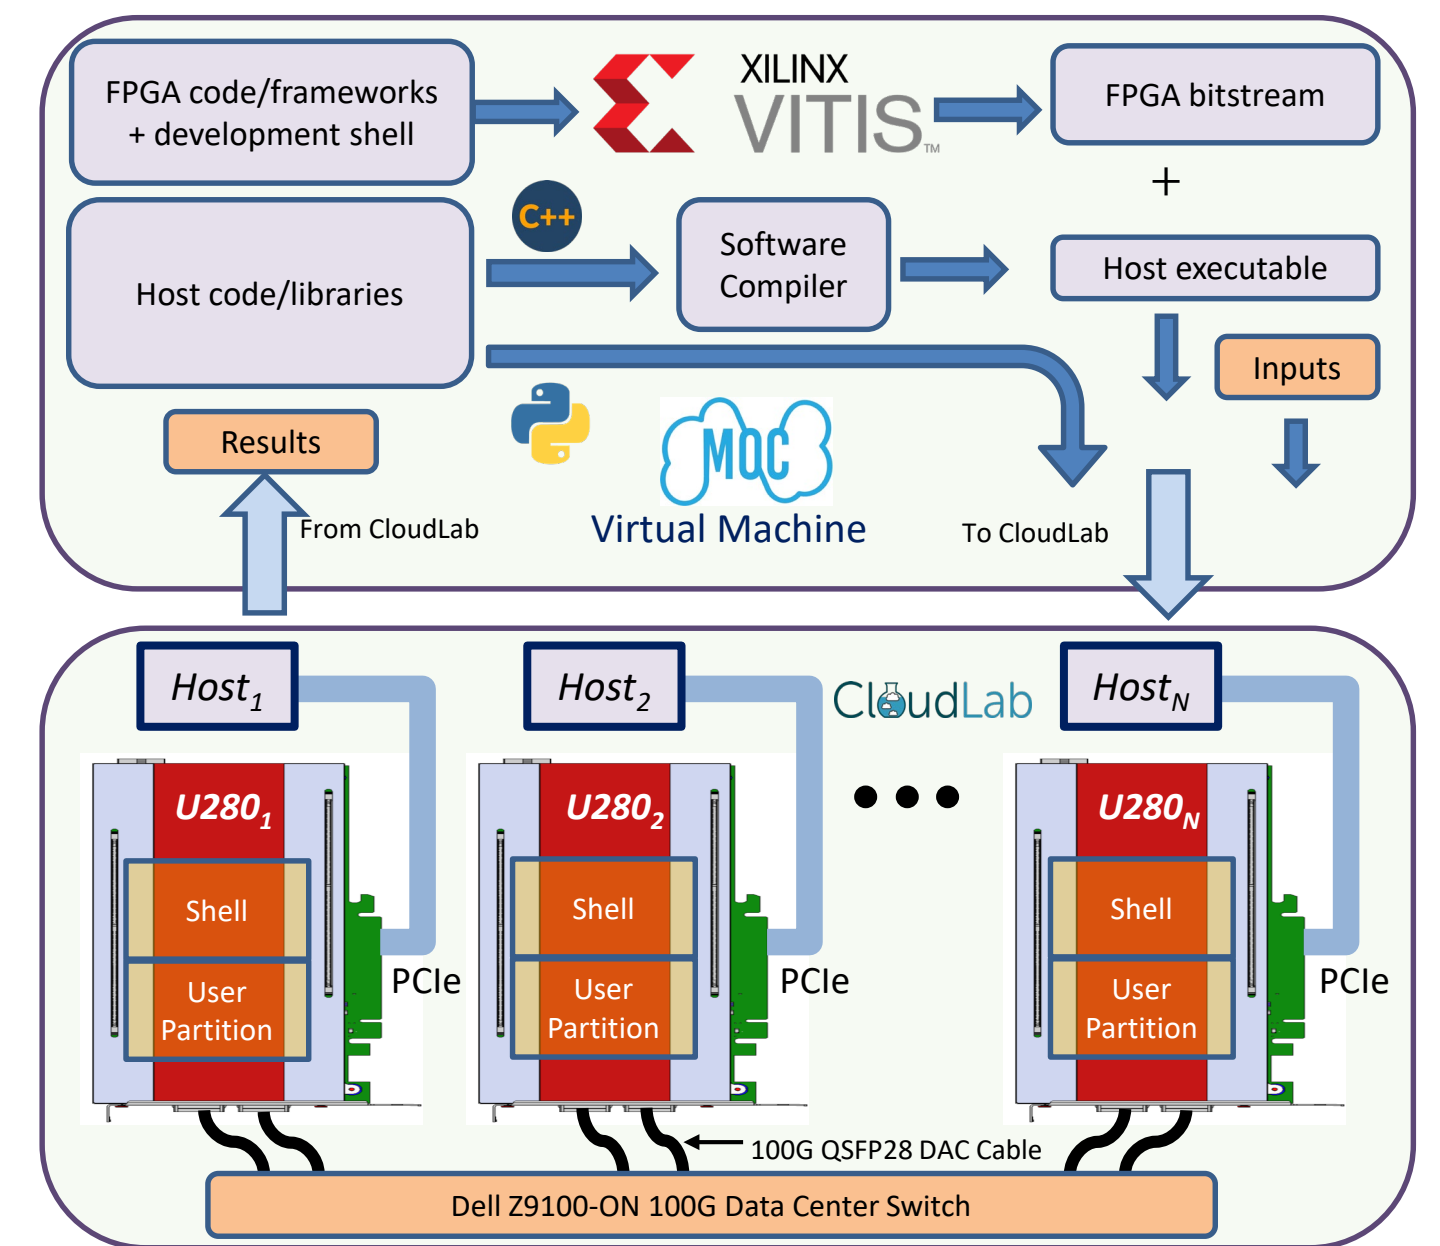 FPGA code/frameworks
+ development shell
XILINX
VITIS™
FPGA bitstream
+
C++
Host code/libraries
Software
Compiler
Host executable
Inputs
Results
MOC
Virtual Machine
From CloudLab
To CloudLab
Host1
Host2
CloudLab
HostN
U2801
U2802
U280N
Shell
Shell
Shell
User
Partition
User
Partition
User
Partition
PCIe
PCIe
PCIe
100G QSFP28 DAC Cable
Dell Z9100-ON 100G Data Center Switch